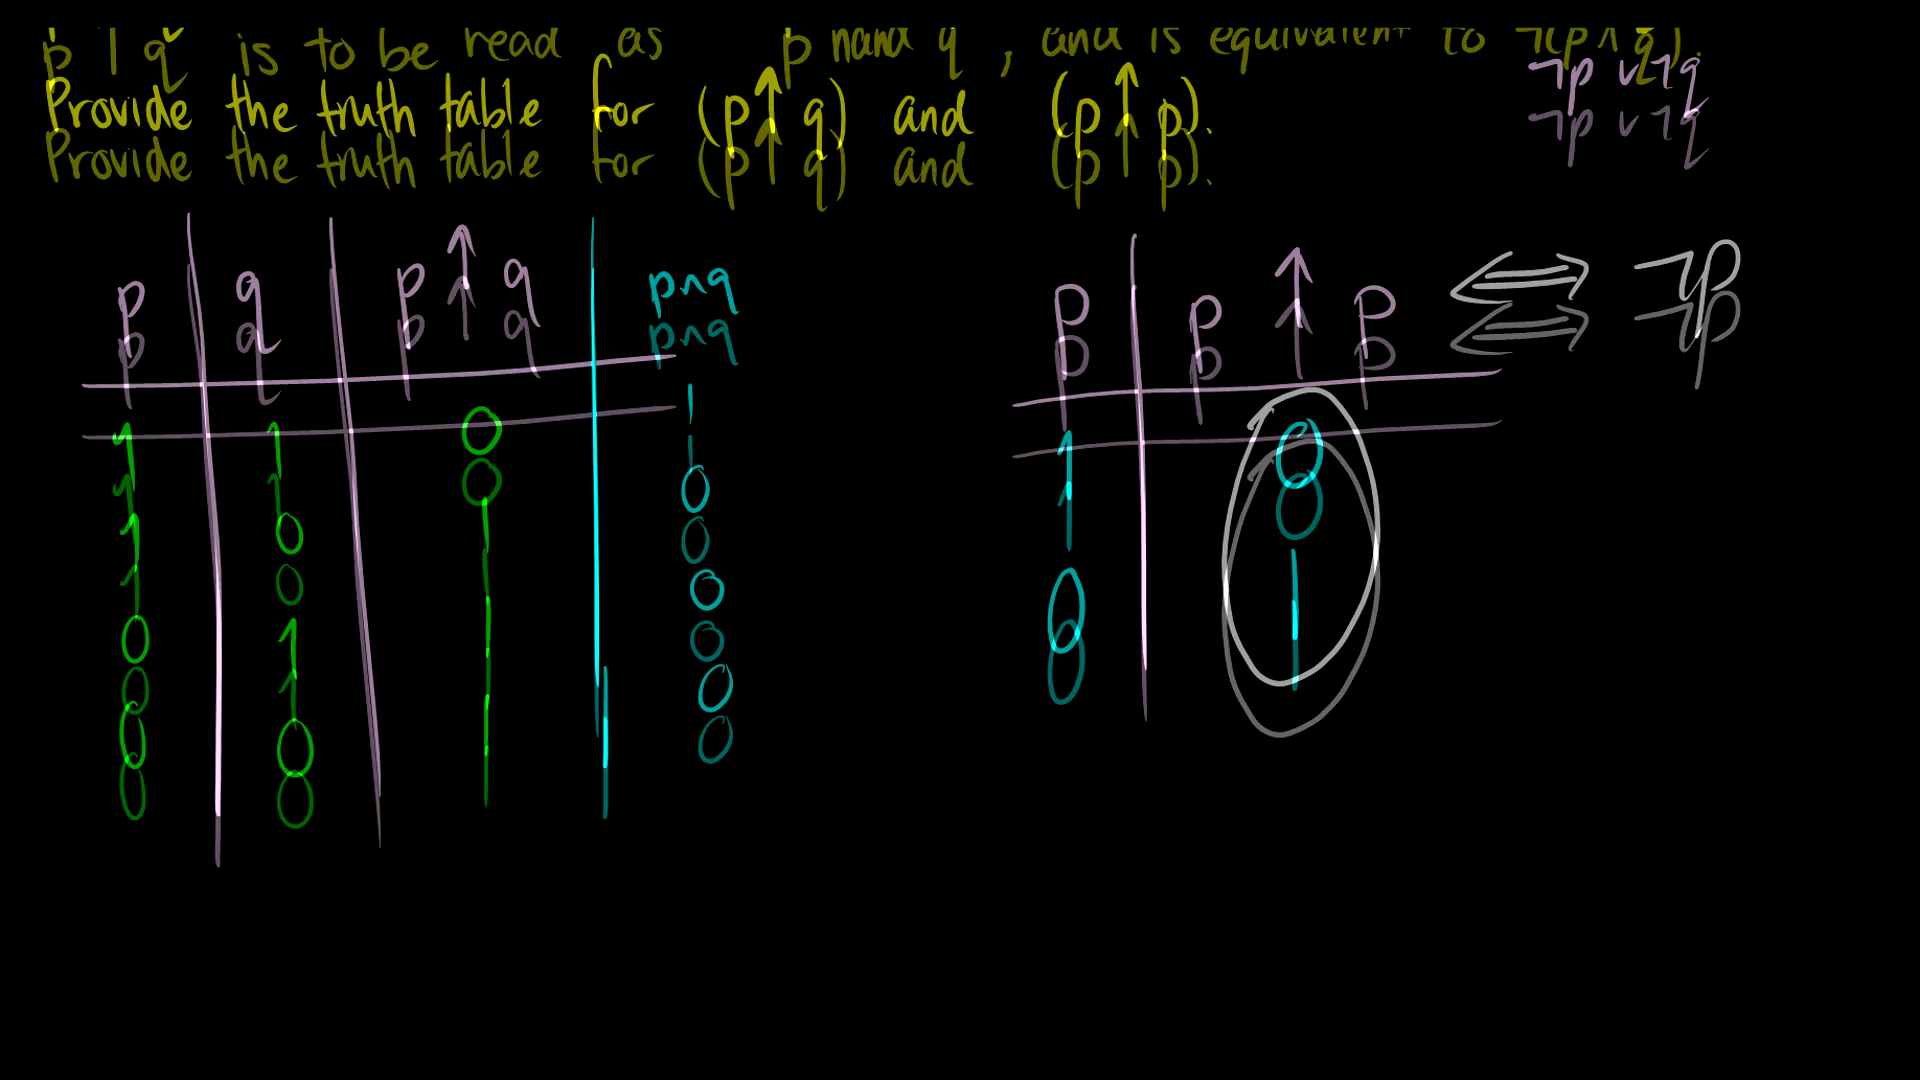 p ↑ q is to be read as p nand q, and is equivalent to ¬(p ∧ q).
¬p ∨ ¬q
Provide the truth table for (p ↑ q) and (p ↑ p).
p q p ↑ q p∧q
1 1 0 1
1 0 1 0
0 1 1 0
0 0 1 0
p p ↑ p ⟺ ¬p
1 0
0 1